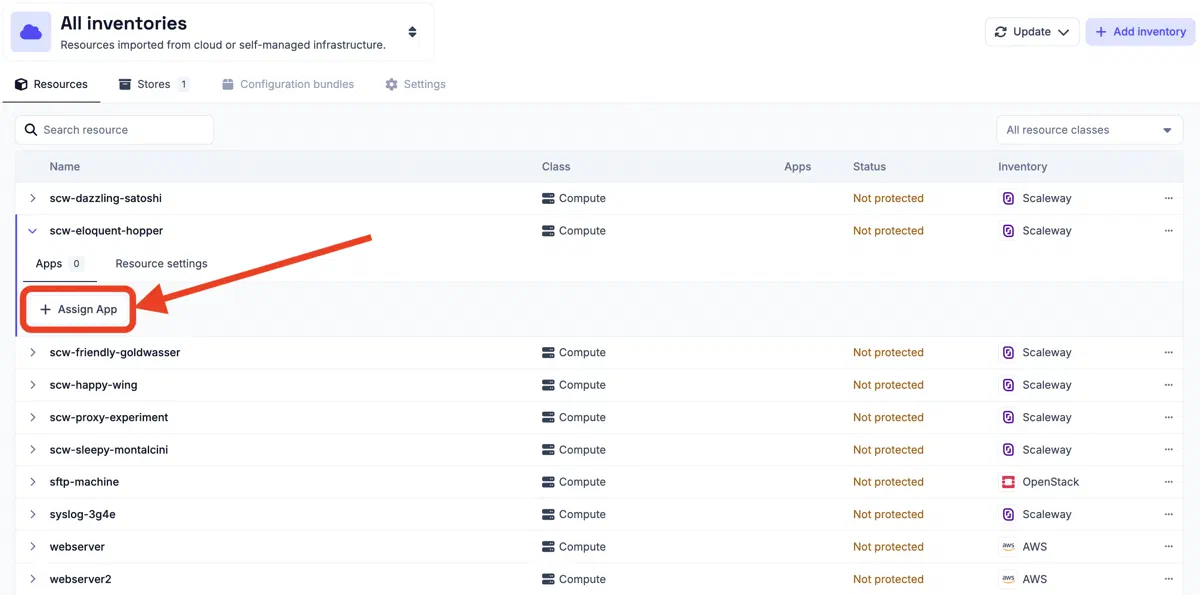 All inventories
Resources imported from cloud or self-managed infrastructure.
Update
+ Add inventory
Resources
Stores 1
Configuration bundles
Settings
Search resource
All resource classes
Name Class Apps Status Inventory
scw-dazzling-satoshi Compute Not protected Scaleway ...
scw-eloquent-hopper Compute Not protected Scaleway ...
Apps 0 Resource settings
+ Assign App
scw-friendly-goldwasser Compute Not protected Scaleway ...
scw-happy-wing Compute Not protected Scaleway ...
scw-proxy-experiment Compute Not protected Scaleway ...
scw-sleepy-montalcini Compute Not protected Scaleway ...
sftp-machine Compute Not protected OpenStack ...
syslog-3g4e Compute Not protected Scaleway ...
webserver Compute Not protected aws AWS ...
webserver2 Compute Not protected aws AWS ...